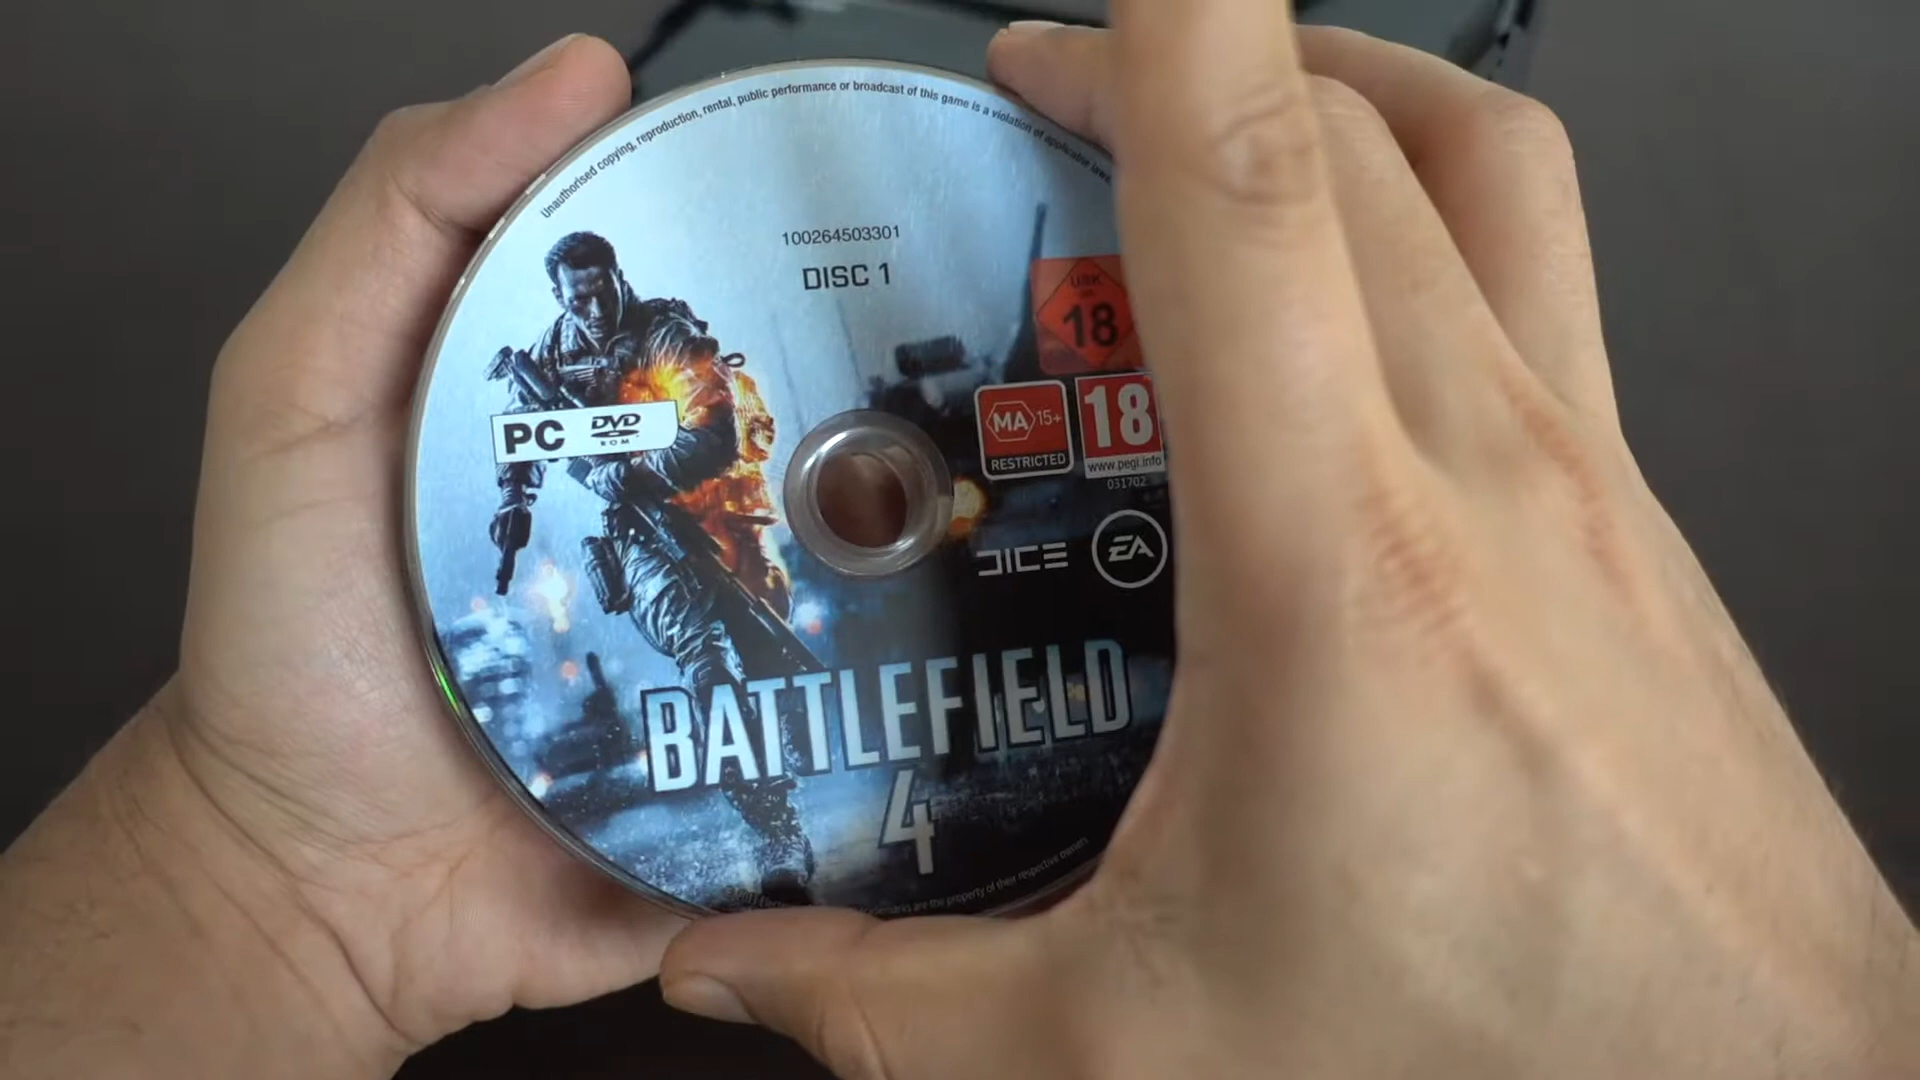 Unauthorised copying, reproduction, rental, public performance or broadcast of this game is a violation of applicable laws.
100264503301
DISC 1
USK
18
MA 15+
RESTRICTED
18
www.pegi.info
031702
PC DVD
ROM
DICE EA
BATTLEFIELD
4
are the property of their respective owners